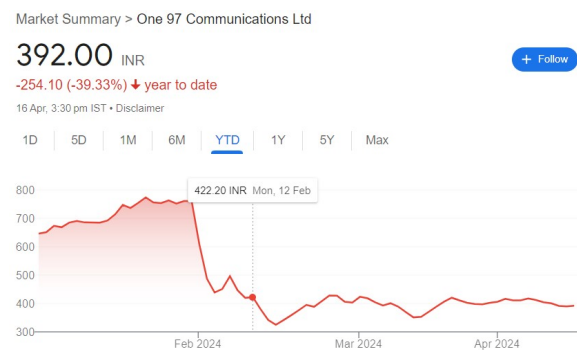 Market Summary > One 97 Communications Ltd
392.00 INR
+ Follow
-254.10 (-39.33%) ↓ year to date
16 Apr, 3:30 pm IST • Disclaimer
1D 5D 1M 6M YTD 1Y 5Y Max
422.20 INR Mon, 12 Feb
800
700
600
500
400
300
Feb 2024 Mar 2024 Apr 2024